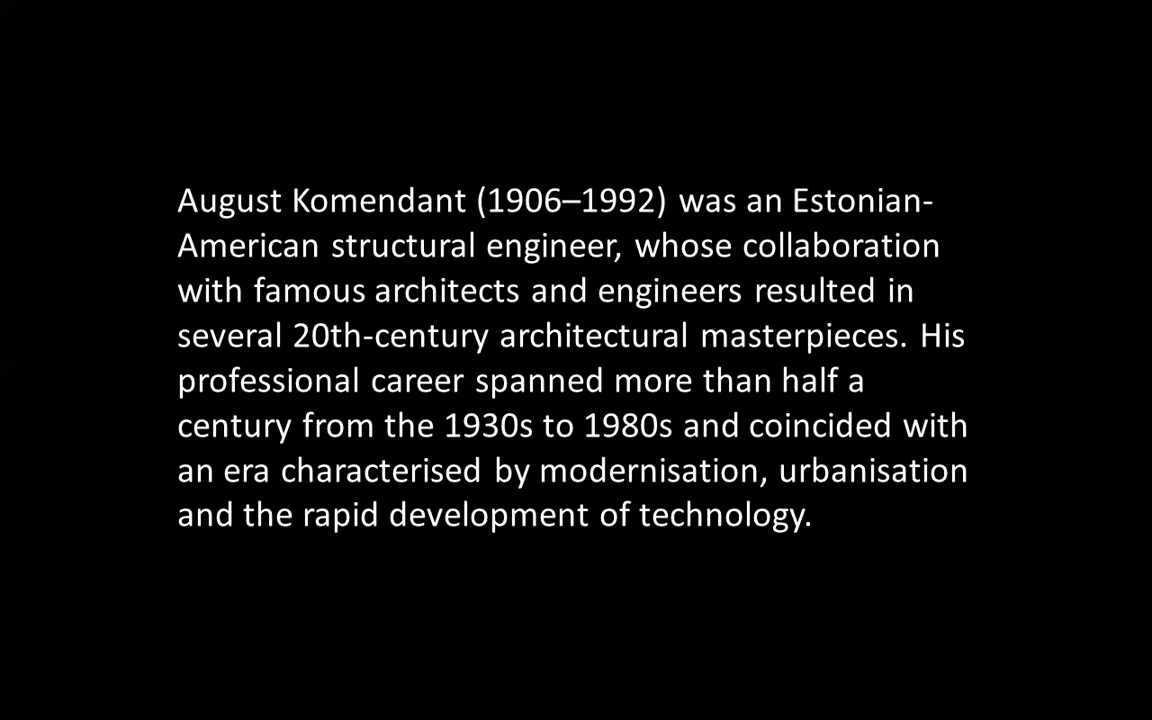 August Komendant (1906–1992) was an Estonian-
American structural engineer, whose collaboration
with famous architects and engineers resulted in
several 20th-century architectural masterpieces. His
professional career spanned more than half a
century from the 1930s to 1980s and coincided with
an era characterised by modernisation, urbanisation
and the rapid development of technology.